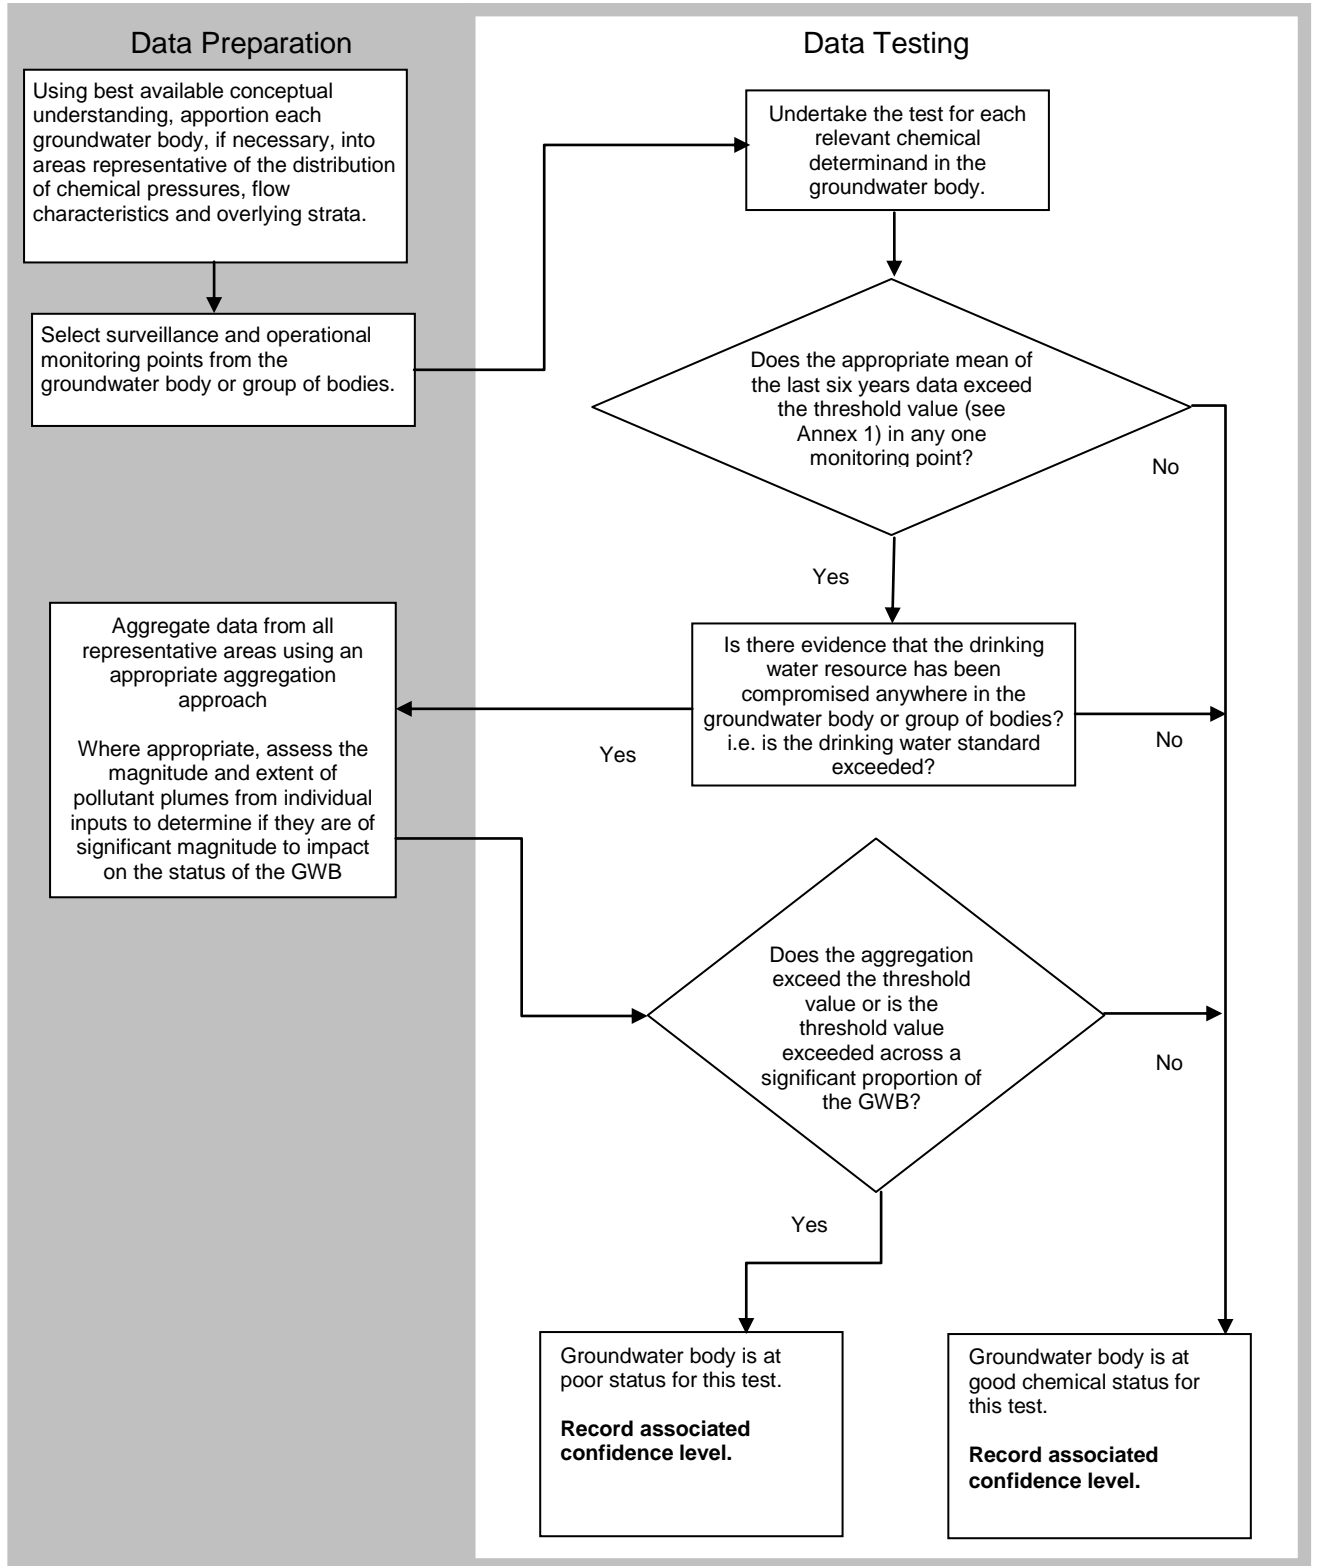 Data Preparation
Using best available conceptual
understanding, apportion each
groundwater body, if necessary, into
areas representative of the distribution
of chemical pressures, flow
characteristics and overlying strata.
Select surveillance and operational
monitoring points from the
groundwater body or group of bodies.
Data Testing
Undertake the test for each
relevant chemical
determinand in the
groundwater body.
Does the appropriate mean of
the last six years data exceed
the threshold value (see
Annex 1) in any one
monitoring point?
No
Yes
Is there evidence that the drinking
water resource has been
compromised anywhere in the
groundwater body or group of bodies?
i.e. is the drinking water standard
exceeded?
No
Yes
Aggregate data from all
representative areas using an
appropriate aggregation
approach
Where appropriate, assess the
magnitude and extent of
pollutant plumes from individual
inputs to determine if they are of
significant magnitude to impact
on the status of the GWB
Does the aggregation
exceed the threshold
value or is the
threshold value
exceeded across a
significant proportion of
the GWB?
No
Yes
Groundwater body is at
poor status for this test.
Record associated
confidence level.
Groundwater body is at
good chemical status for
this test.
Record associated
confidence level.